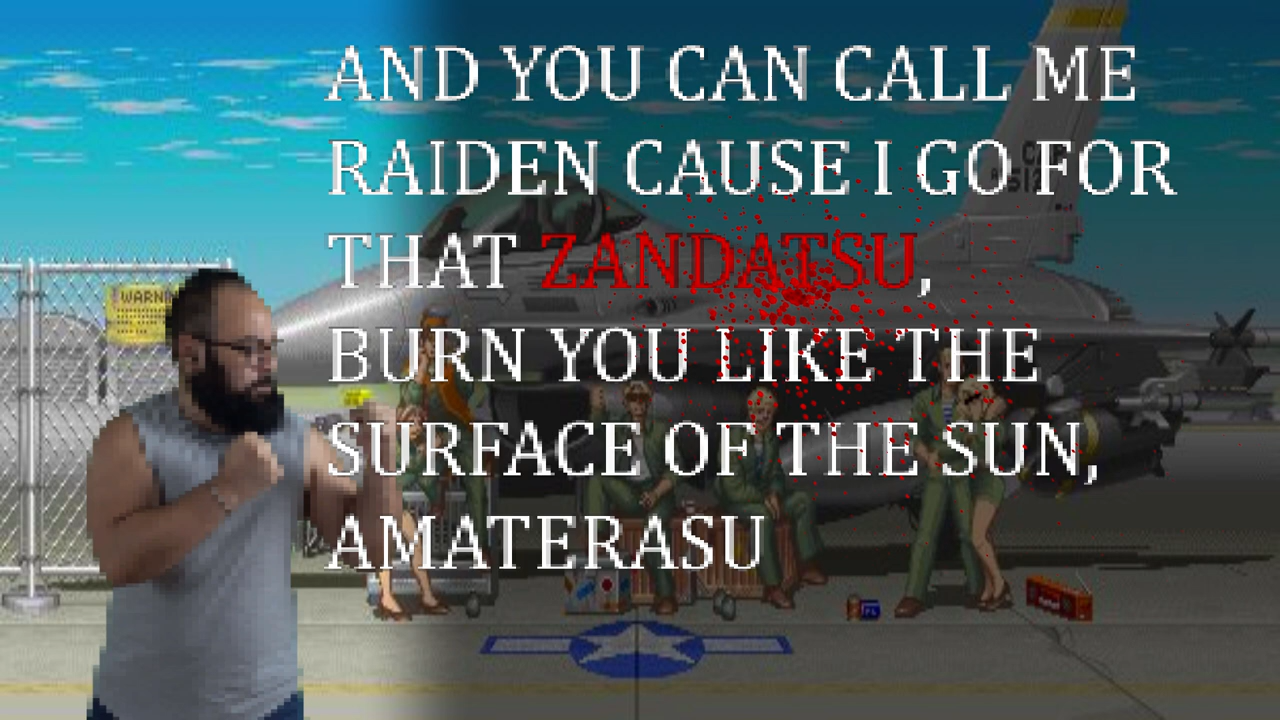 AND YOU CAN CALL ME
RAIDEN CAUSE I GO FOR
THAT ZANDATSU,
BURN YOU LIKE THE
SURFACE OF THE SUN,
AMATERASU
WARNI